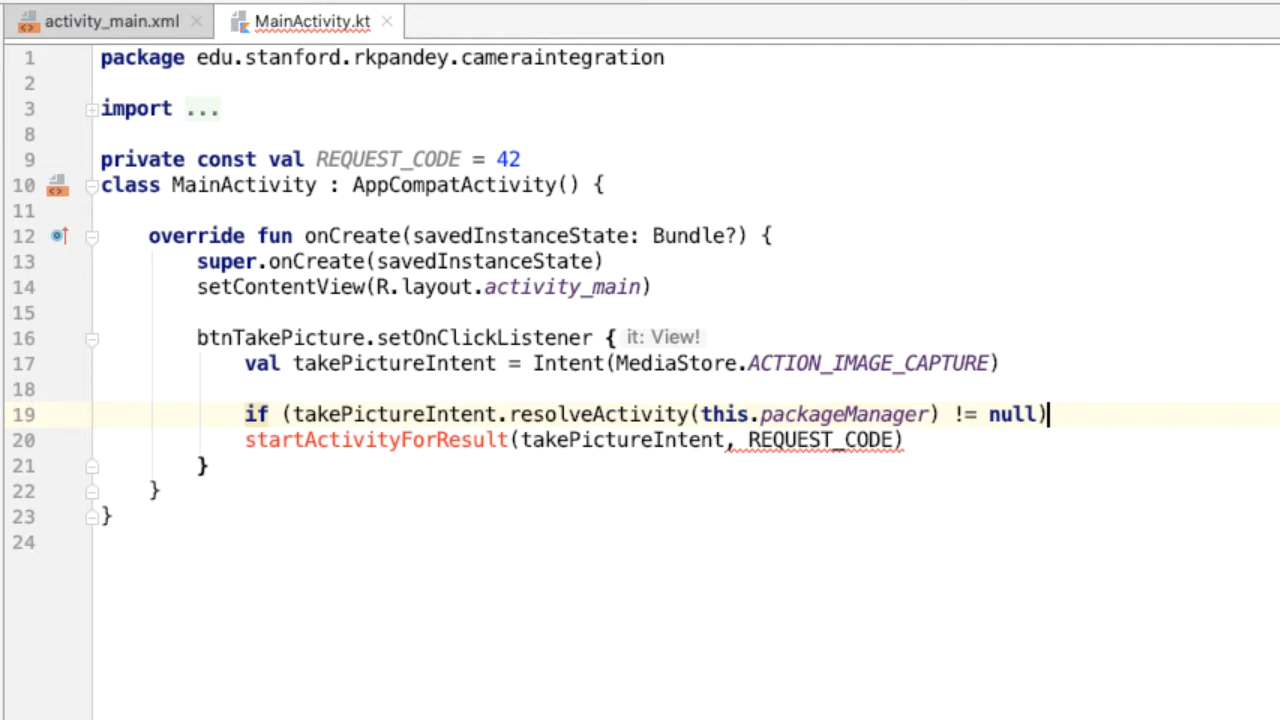 activity_main.xml MainActivity.kt
1 package edu.stanford.rkpandey.cameraintegration
2
3 import ...
8
9 private const val REQUEST_CODE = 42
10 class MainActivity : AppCompatActivity() {
11
12 override fun onCreate(savedInstanceState: Bundle?) {
13 super.onCreate(savedInstanceState)
14 setContentView(R.layout.activity_main)
15
16 btnTakePicture.setOnClickListener { it: View!
17 val takePictureIntent = Intent(MediaStore.ACTION_IMAGE_CAPTURE)
18
19 if (takePictureIntent.resolveActivity(this.packageManager) != null)
20 startActivityForResult(takePictureIntent, REQUEST_CODE)
21 }
22 }
23 }
24